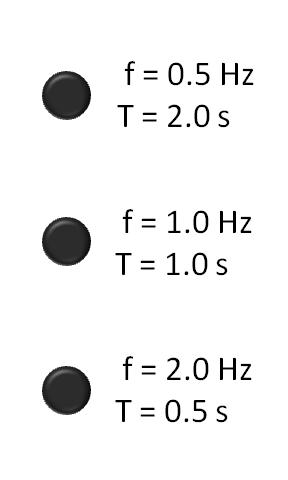 f = 0.5 Hz
T = 2.0 s
f = 1.0 Hz
T = 1.0 s
f = 2.0 Hz
T = 0.5 s